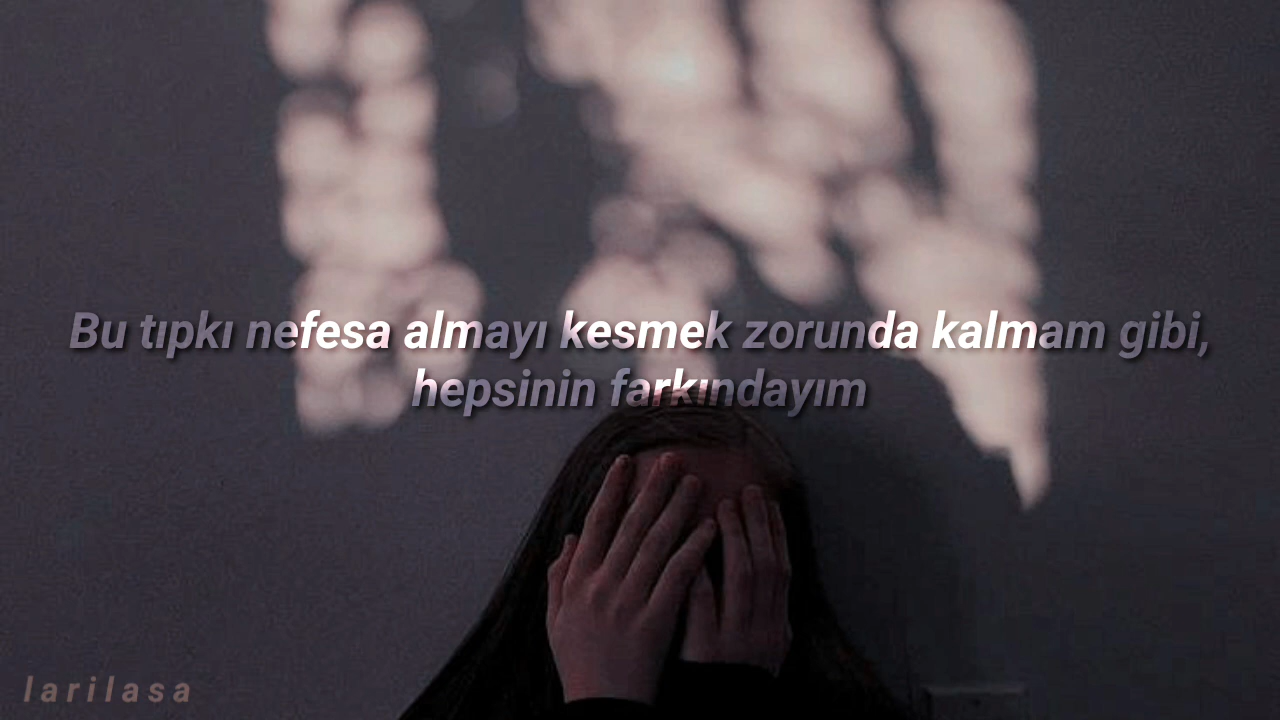 Bu tıpkı nefesa almayı kesmek zorunda kalmam gibi,
hepsinin farkındayım
larilasa